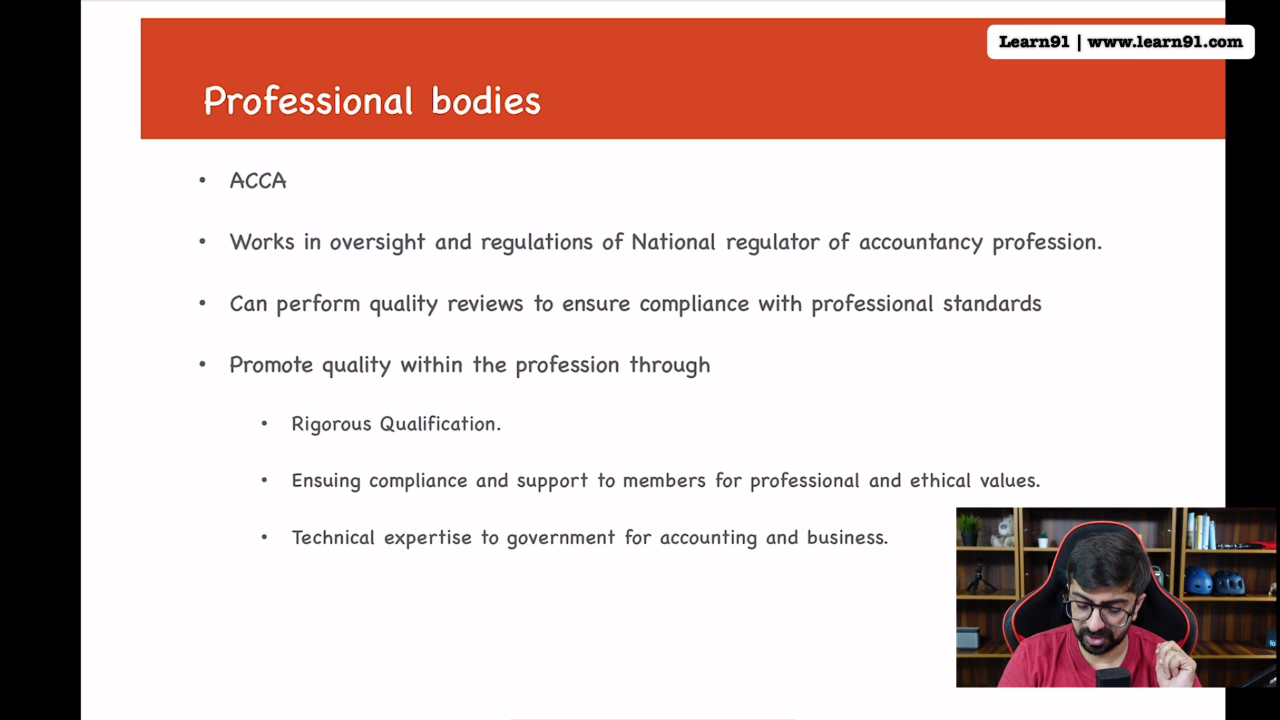 Learn91 | www.learn91.com
Professional bodies
• ACCA
• Works in oversight and regulations of National regulator of accountancy profession.
• Can perform quality reviews to ensure compliance with professional standards
• Promote quality within the profession through
• Rigorous Qualification.
• Ensuing compliance and support to members for professional and ethical values.
• Technical expertise to government for accounting and business.